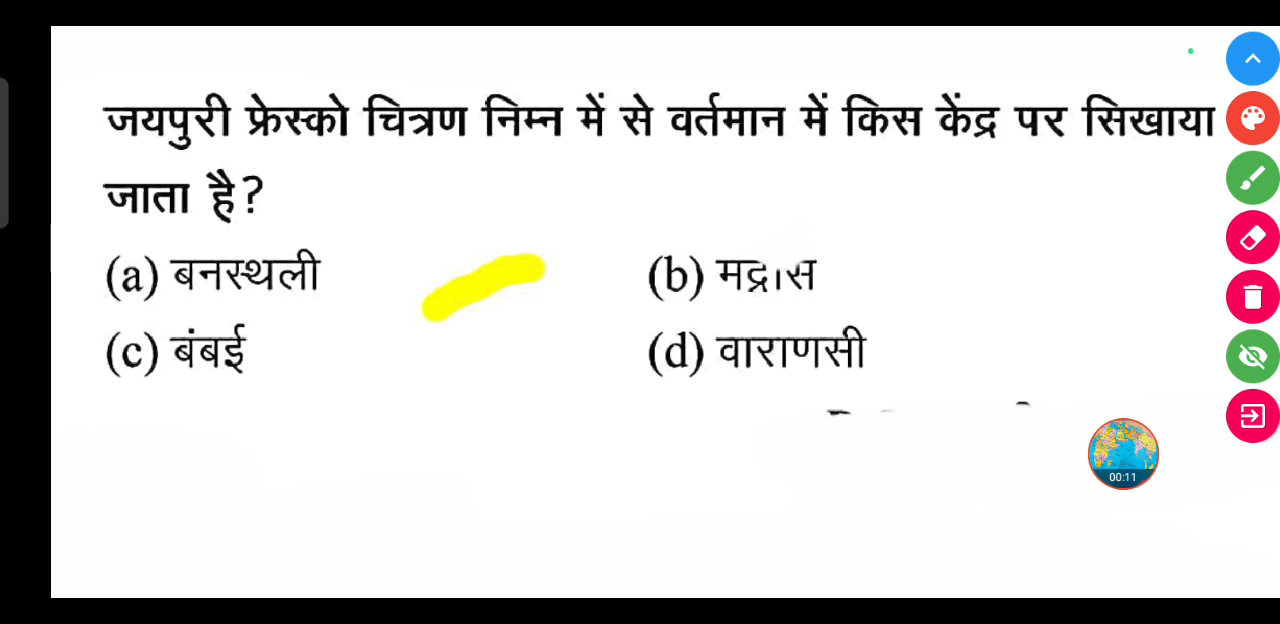 जयपुरी फ्रेस्को चित्रण निम्न में से वर्तमान में किस केंद्र पर सिखाया
जाता है?
(a) बनस्थली (b) मद्रास
(c) बंबई (d) वाराणसी
00:11